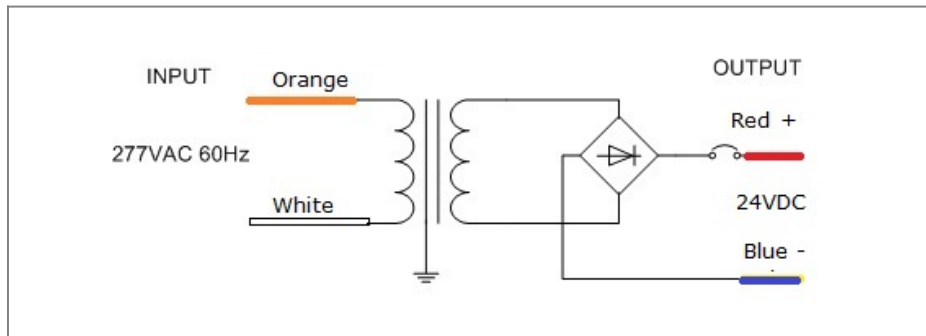 INPUT
Orange
277VAC 60Hz
White
OUTPUT
Red +
24VDC
Blue -